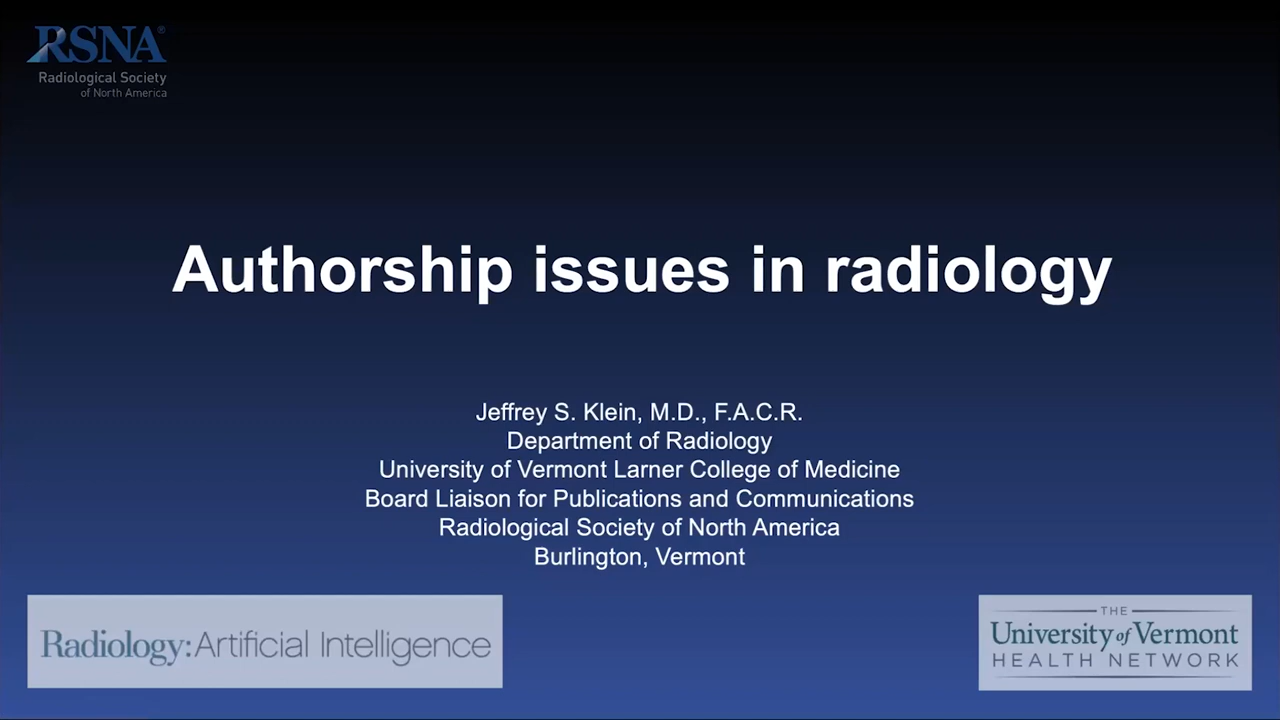 RSNA®
Radiological Society
of North America
Authorship issues in radiology
Jeffrey S. Klein, M.D., F.A.C.R.
Department of Radiology
University of Vermont Larner College of Medicine
Board Liaison for Publications and Communications
Radiological Society of North America
Burlington, Vermont
Radiology: Artificial Intelligence
THE
University of Vermont
HEALTH NETWORK